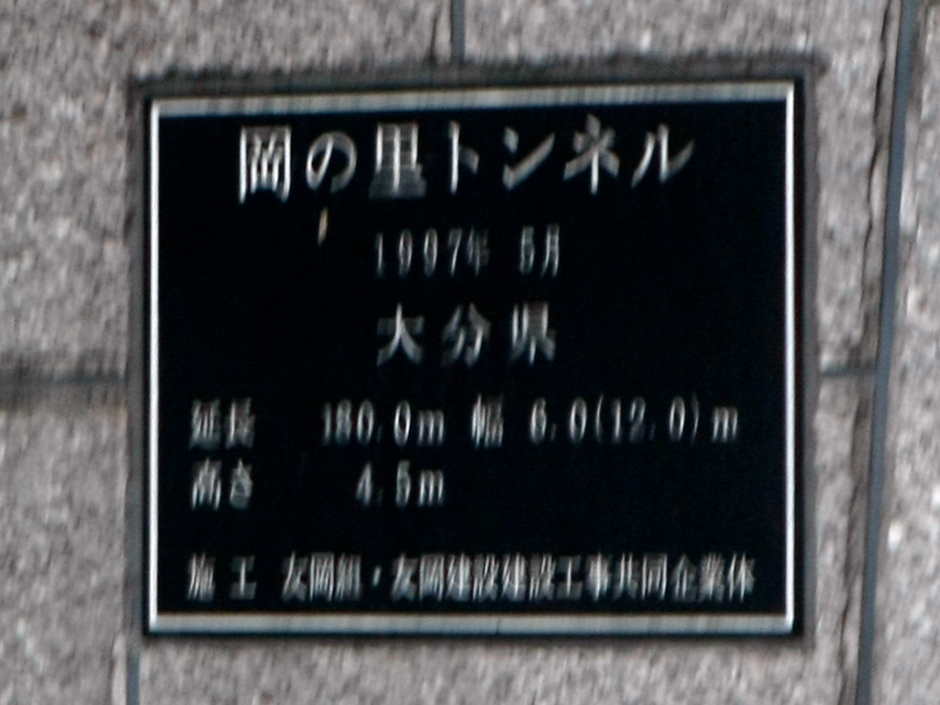 岡の里トンネル
1997年 5月
大分県
延長 180.0m 幅 6.0(12.0)m
高さ 4.5m
施工 友岡組・友岡建設建設工事共同企業体